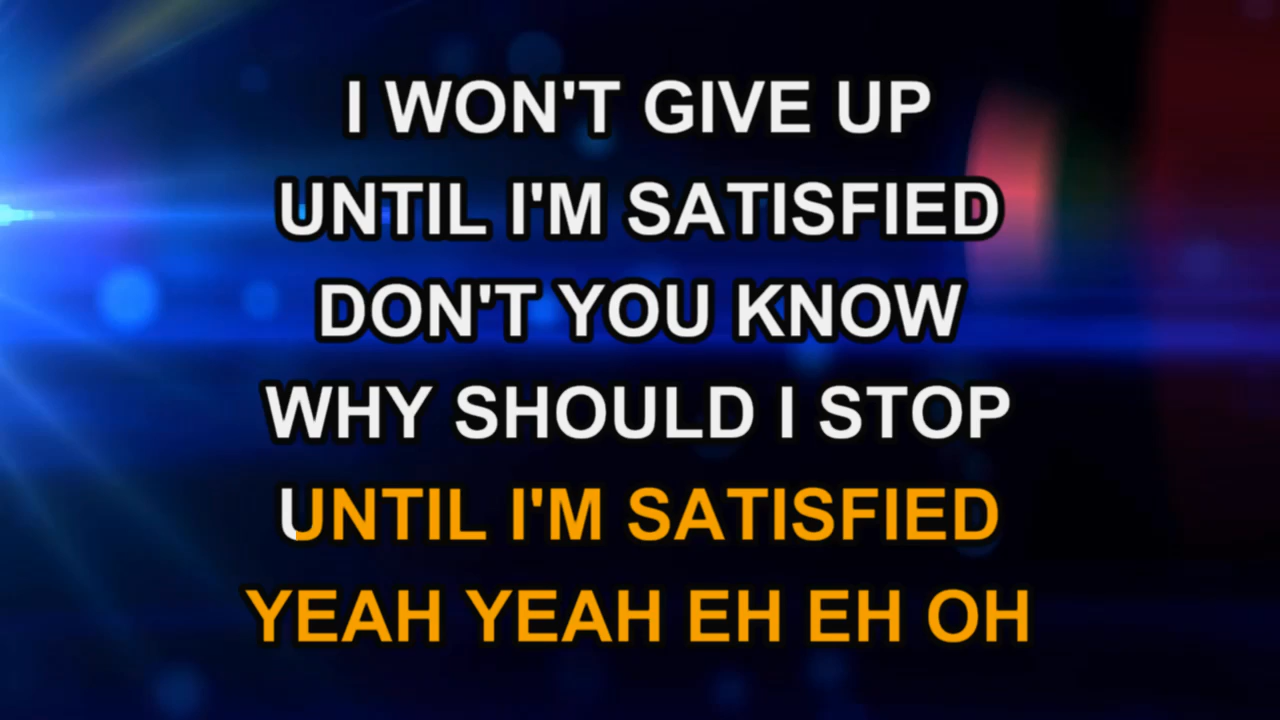 I WON'T GIVE UP
UNTIL I'M SATISFIED
DON'T YOU KNOW
WHY SHOULD I STOP
UNTIL I'M SATISFIED
YEAH YEAH EH EH OH